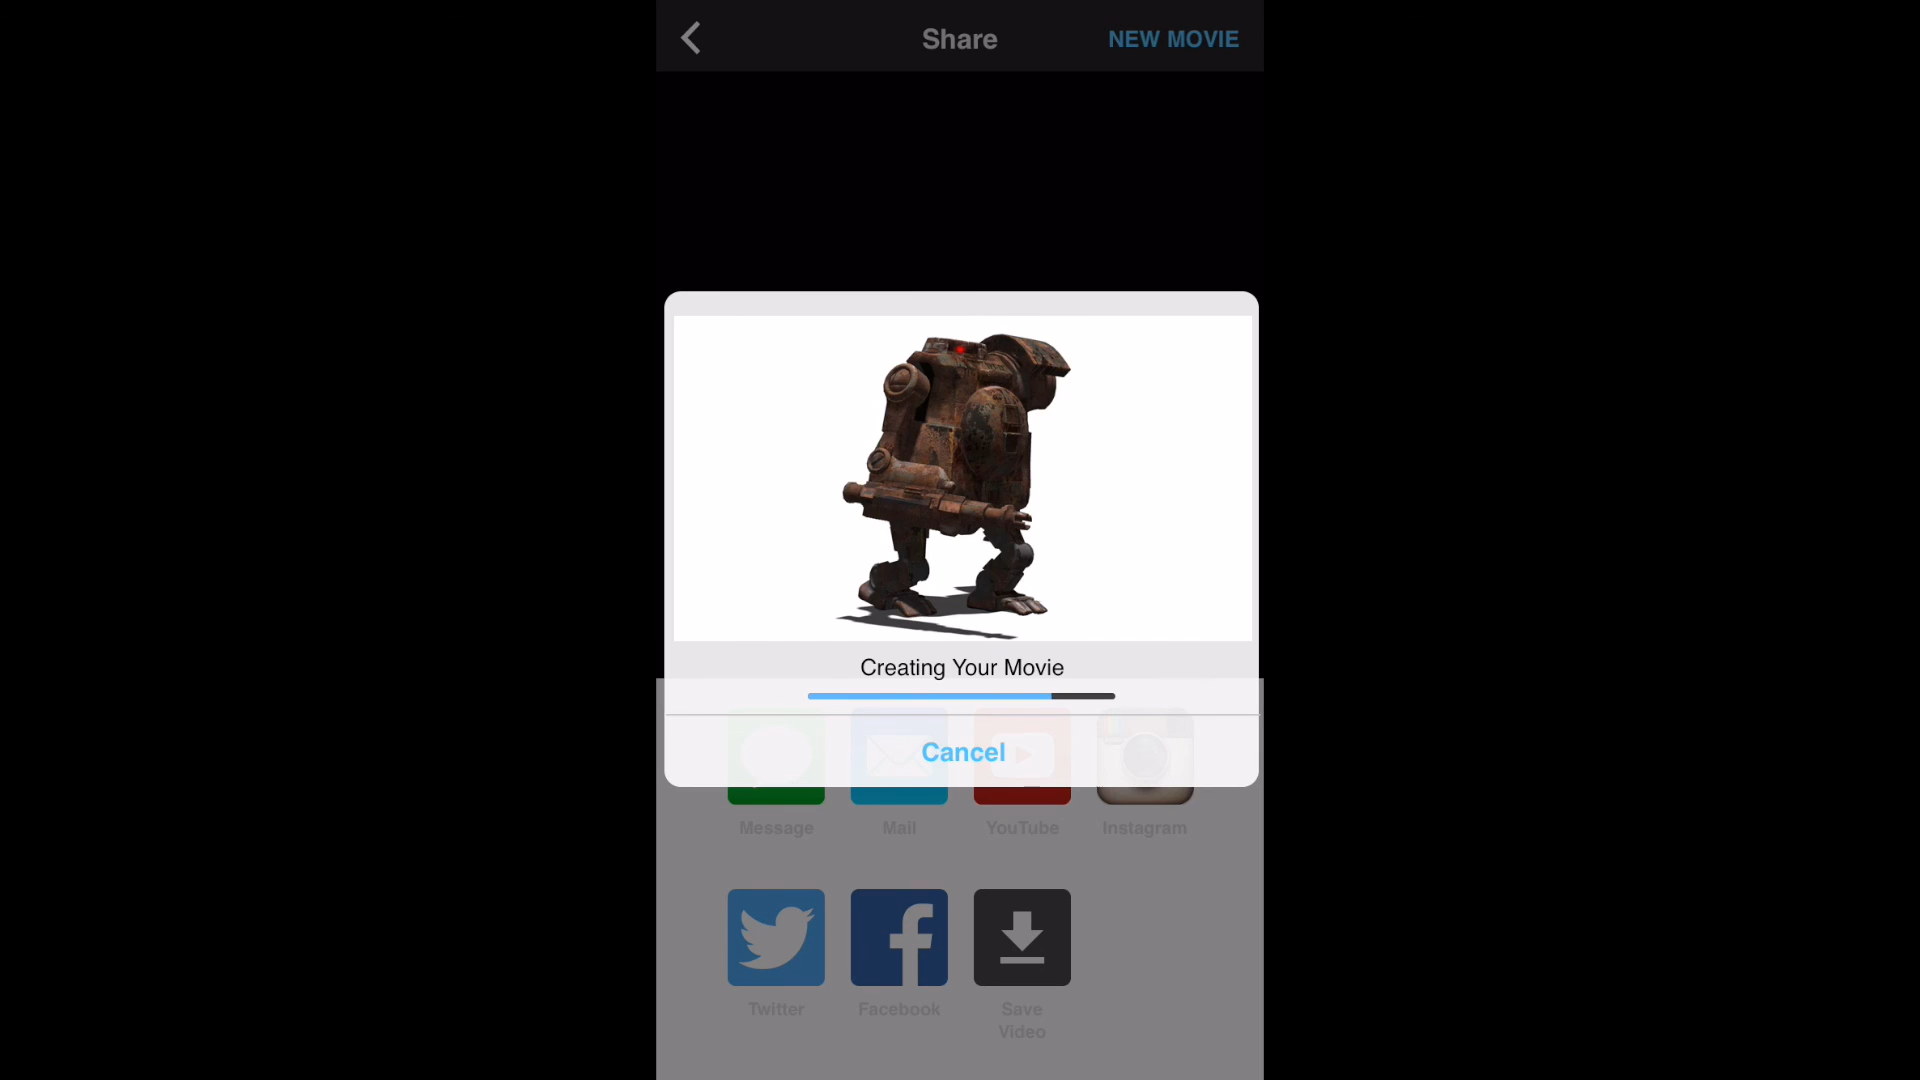 Share
NEW MOVIE
Creating Your Movie
Cancel
Message
Mail
YouTube
Instagram
Twitter
Facebook
Save
Video